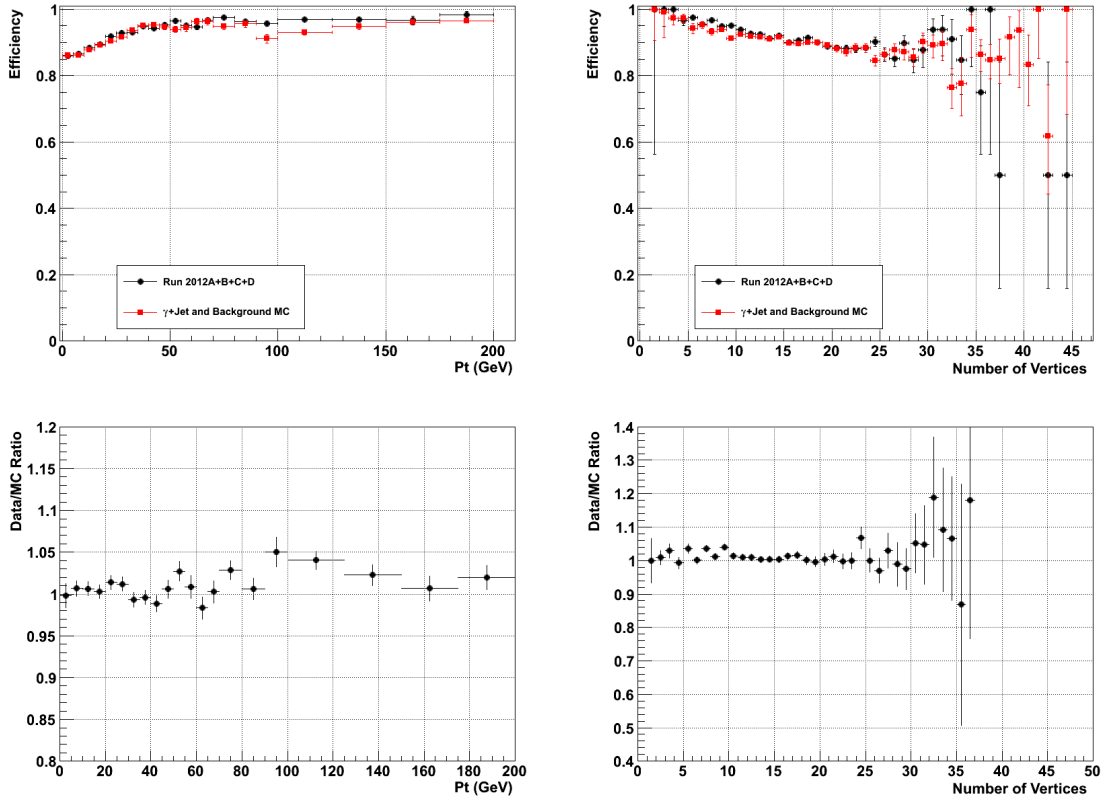 Efficiency
1
0.8
0.6
0.4
0.2
0
Run 2012A+B+C+D
γ+Jet and Background MC
0 50 100 150 200
Pt (GeV)
Efficiency
1
0.8
0.6
0.4
0.2
0
Run 2012A+B+C+D
γ+Jet and Background MC
0 5 10 15 20 25 30 35 40 45
Number of Vertices
Data/MC Ratio
1.2
1.15
1.1
1.05
1
0.95
0.9
0.85
0.8
0 20 40 60 80 100 120 140 160 180 200
Pt (GeV)
Data/MC Ratio
1.4
1.3
1.2
1.1
1
0.9
0.8
0.7
0.6
0.5
0.4
0 5 10 15 20 25 30 35 40 45 50
Number of Vertices